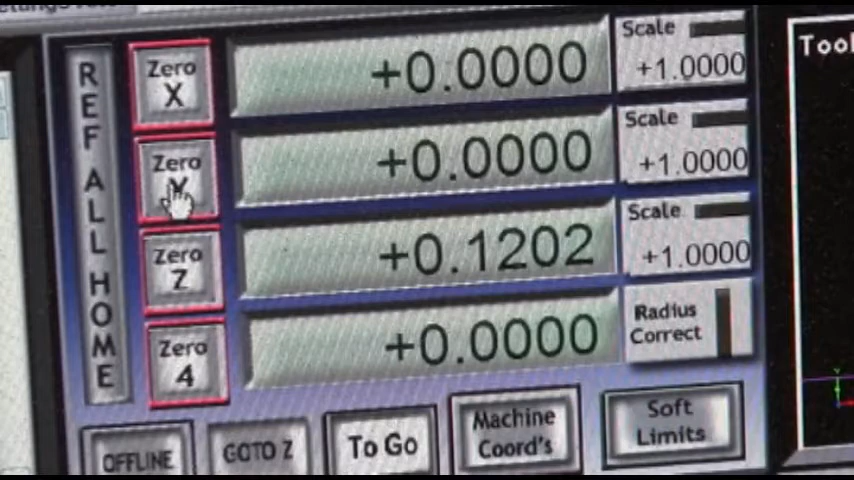 REF ALL HOME
Zero X
+0.0000
Scale
+1.0000
Zero Y
+0.0000
Scale
+1.0000
Zero Z
+0.1202
Scale
+1.0000
Zero 4
+0.0000
Radius
Correct
OFFLINE
GOTO Z
To Go
Machine
Coord's
Soft
Limits
Tool